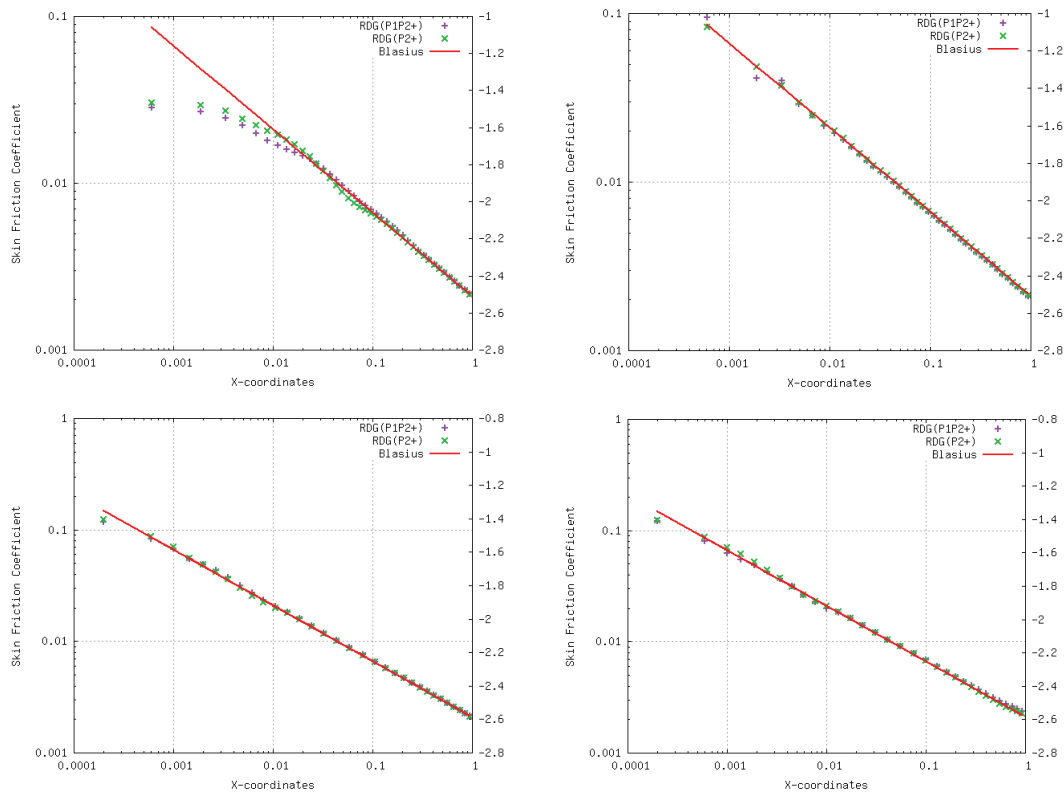 0.1
0.01
0.001
0.0001 0.001 0.01 0.1 1
-1
-1.2
-1.4
-1.6
-1.8
-2
-2.2
-2.4
-2.6
-2.8
Skin Friction Coefficient
X-coordinates
RDG(P1P2+)
RDG(P2+)
Blasius
0.1
0.01
0.001
0.0001 0.001 0.01 0.1 1
-1
-1.2
-1.4
-1.6
-1.8
-2
-2.2
-2.4
-2.6
-2.8
Skin Friction Coefficient
X-coordinates
RDG(P1P2+)
RDG(P2+)
Blasius
1
0.1
0.01
0.001
0.0001 0.001 0.01 0.1 1
-0.8
-1
-1.2
-1.4
-1.6
-1.8
-2
-2.2
-2.4
-2.6
-2.8
Skin Friction Coefficient
X-coordinates
RDG(P1P2+)
RDG(P2+)
Blasius
1
0.1
0.01
0.001
0.0001 0.001 0.01 0.1 1
-0.8
-1
-1.2
-1.4
-1.6
-1.8
-2
-2.2
-2.4
-2.6
-2.8
Skin Friction Coefficient
X-coordinates
RDG(P1P2+)
RDG(P2+)
Blasius